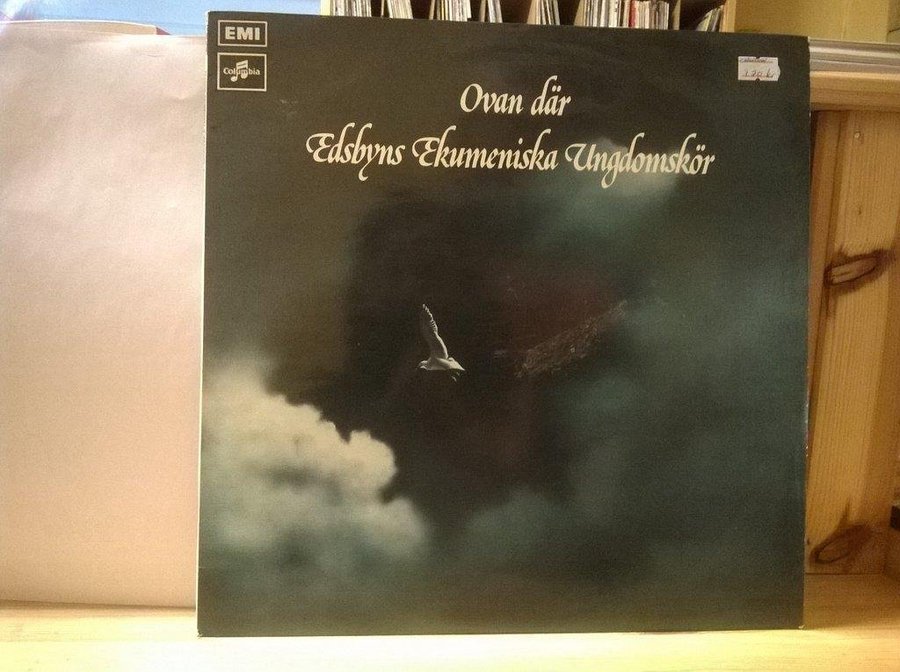 EMI
Columbia
Ovan där
Edsbyns Ekumeniska Ungdomskör